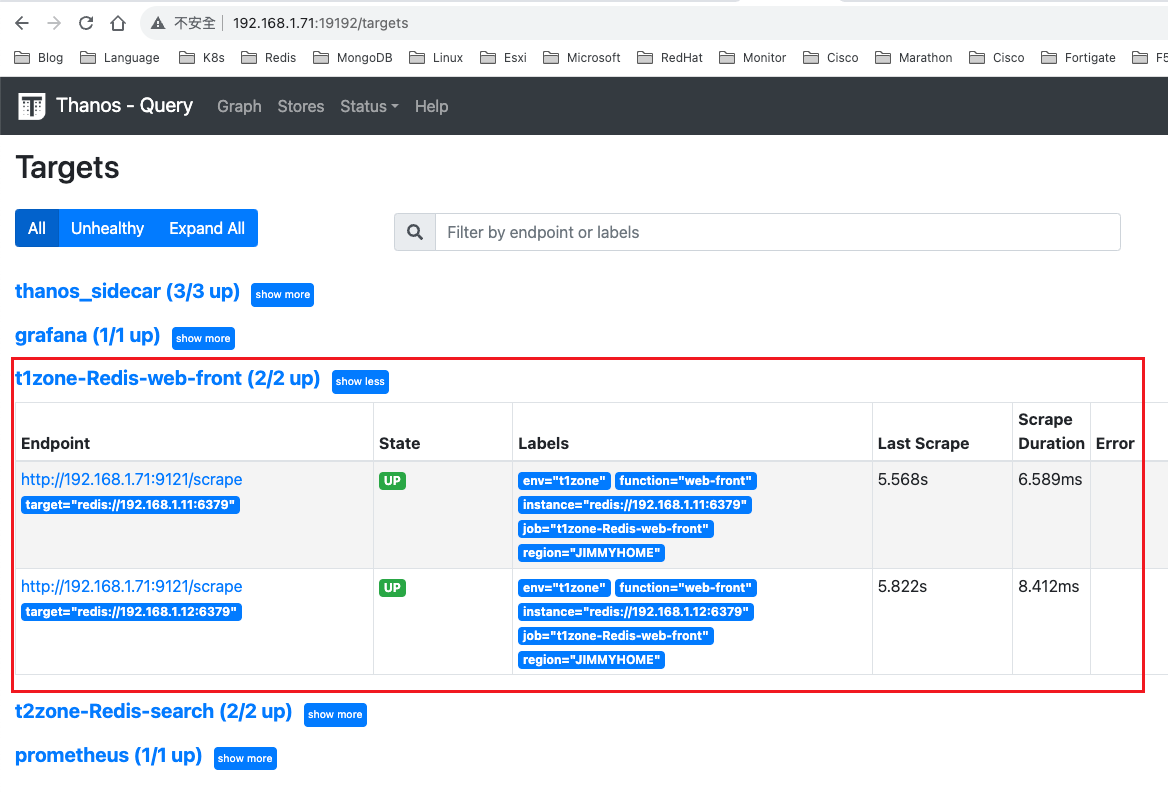 不安全 192.168.1.71:19192/targets
Blog Language K8s Redis MongoDB Linux Esxi Microsoft RedHat Monitor Cisco Marathon Cisco Fortigate F5
Thanos - Query Graph Stores Status Help
Targets
All Unhealthy Expand All Filter by endpoint or labels
thanos_sidecar (3/3 up) show more
grafana (1/1 up) show more
t1zone-Redis-web-front (2/2 up) show less
Endpoint State Labels Last Scrape Scrape Duration Error
http://192.168.1.71:9121/scrape UP env="t1zone" function="web-front" 5.568s 6.589ms
target="redis://192.168.1.11:6379" instance="redis://192.168.1.11:6379"
job="t1zone-Redis-web-front"
region="JIMMYHOME"
http://192.168.1.71:9121/scrape UP env="t1zone" function="web-front" 5.822s 8.412ms
target="redis://192.168.1.12:6379" instance="redis://192.168.1.12:6379"
job="t1zone-Redis-web-front"
region="JIMMYHOME"
t2zone-Redis-search (2/2 up) show more
prometheus (1/1 up) show more